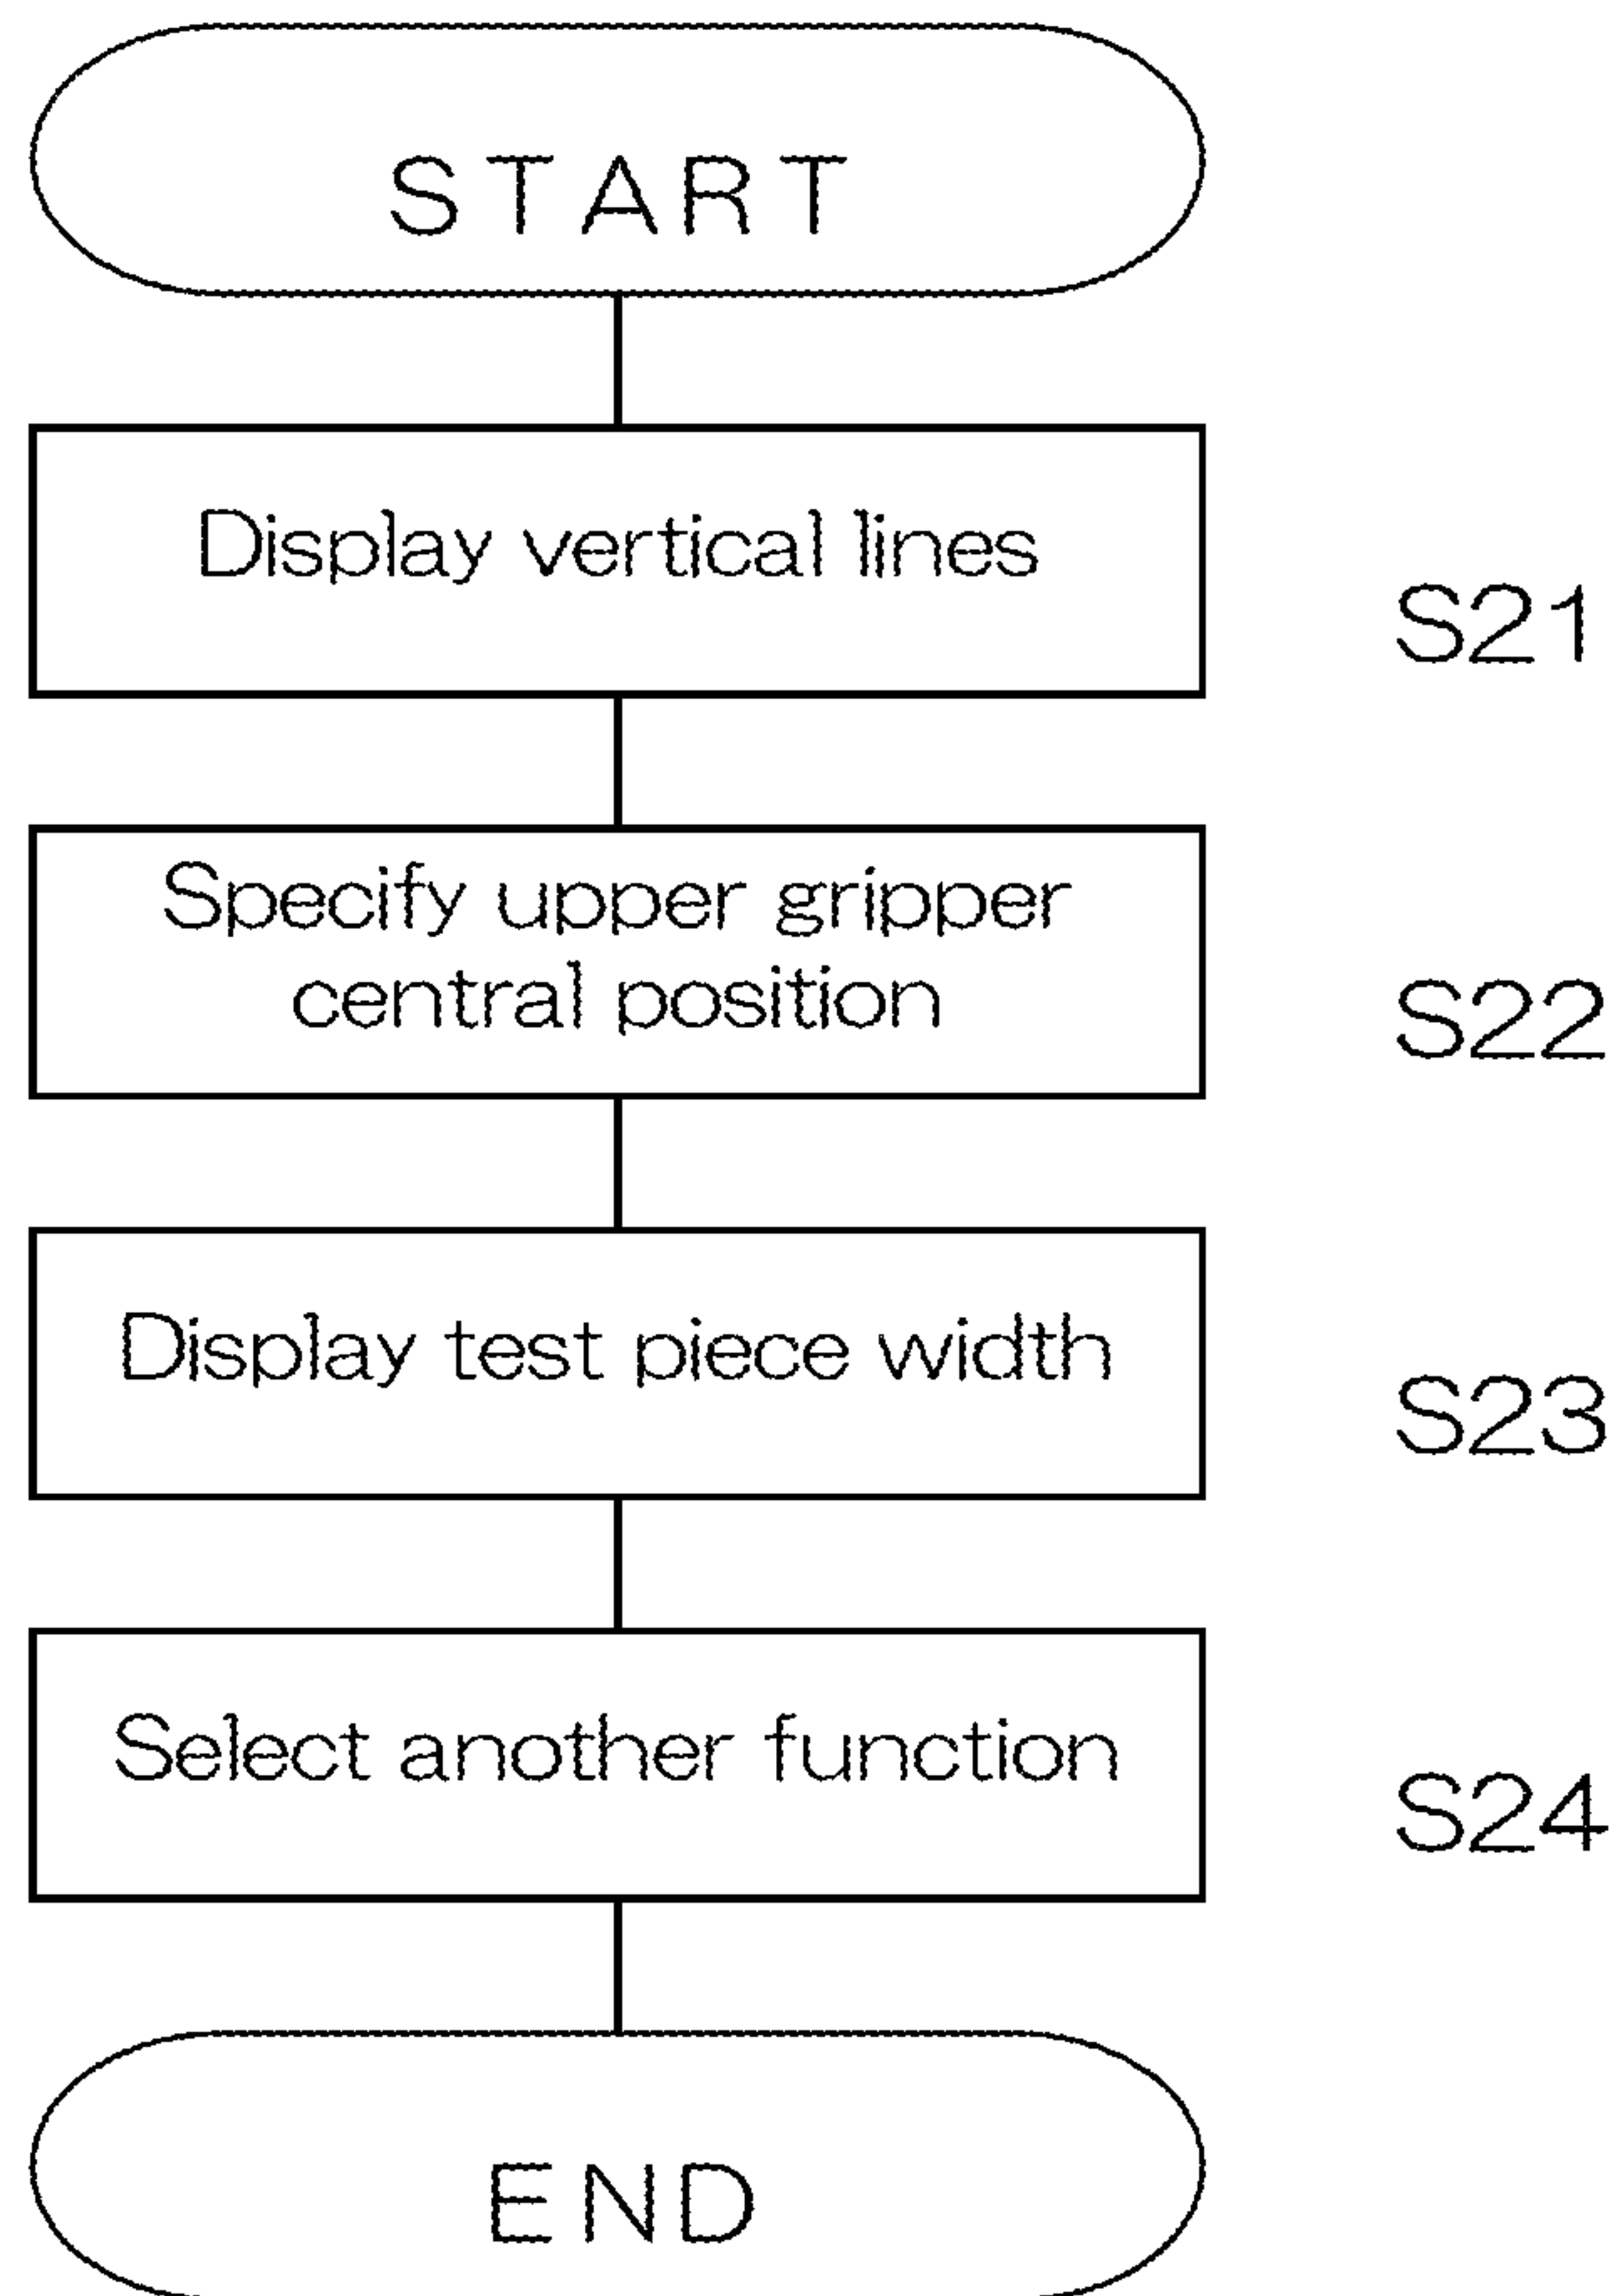 START
Display vertical lines
S21
Specify upper gripper
central position
S22
Display test piece width
S23
Select another function
S24
END